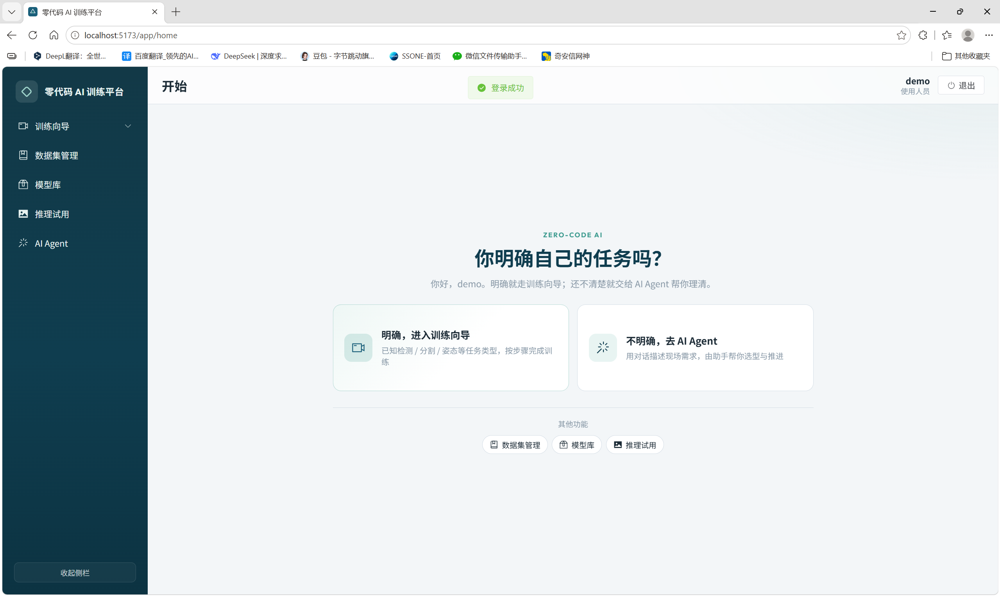 零代码 AI 训练平台
localhost:5173/app/home
DeepL翻译：全世...
百度翻译_领先的AI...
DeepSeek | 深度求...
豆包 - 字节跳动旗...
SSONE-首页
微信文件传输助手...
奇安信网神
其他收藏夹
零代码 AI 训练平台
训练向导
数据集管理
模型库
推理试用
AI Agent
收起侧栏
开始
登录成功
demo
使用人员
退出
ZERO-CODE AI
你明确自己的任务吗？
你好，demo。明确就走训练向导；还不清楚就交给 AI Agent 帮你理清。
明确，进入训练向导
已知检测 / 分割 / 姿态等任务类型，按步骤完成训
练
不明确，去 AI Agent
用对话描述现场需求，由助手帮你选型与推进
其他功能
数据集管理
模型库
推理试用